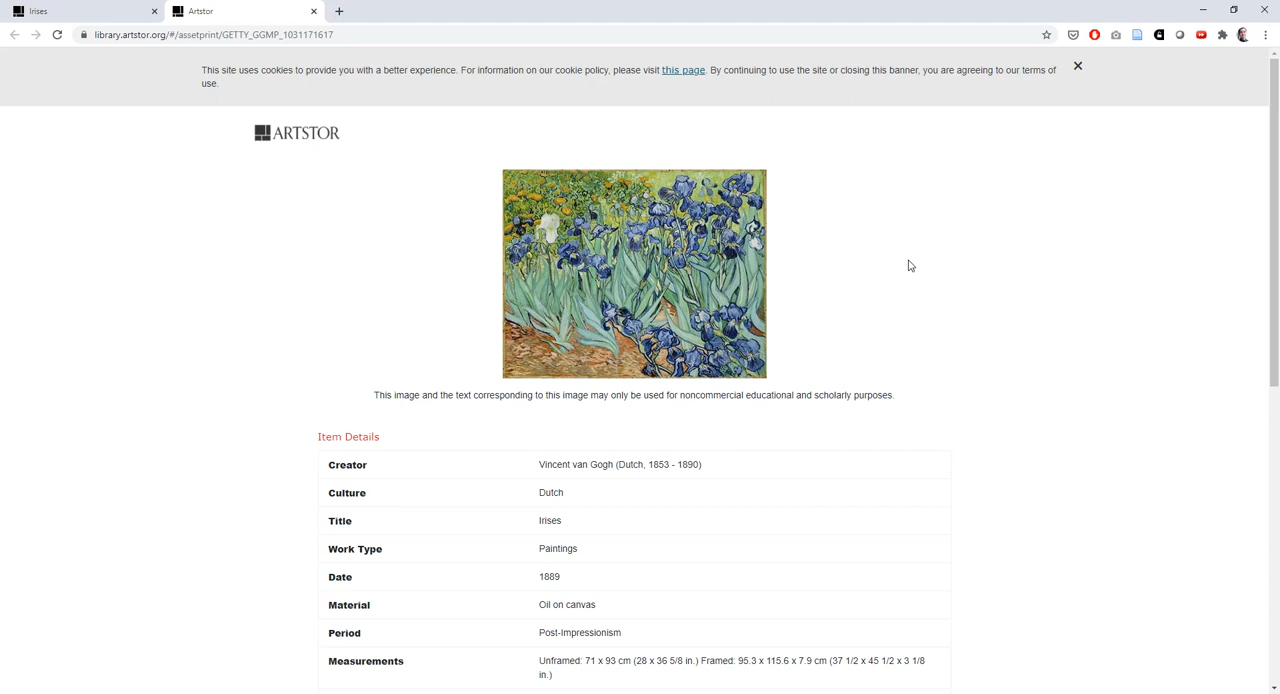 Irises
Artstor
library.artstor.org/#/assetprint/GETTY_GGMP_1031171617
This site uses cookies to provide you with a better experience. For information on our cookie policy, please visit this page. By continuing to use the site or closing this banner, you are agreeing to our terms of
use.
ARTSTOR
This image and the text corresponding to this image may only be used for noncommercial educational and scholarly purposes.
Item Details
Creator Vincent van Gogh (Dutch, 1853 - 1890)
Culture Dutch
Title Irises
Work Type Paintings
Date 1889
Material Oil on canvas
Period Post-Impressionism
Measurements Unframed: 71 x 93 cm (28 x 36 5/8 in.) Framed: 95.3 x 115.6 x 7.9 cm (37 1/2 x 45 1/2 x 3 1/8
in.)